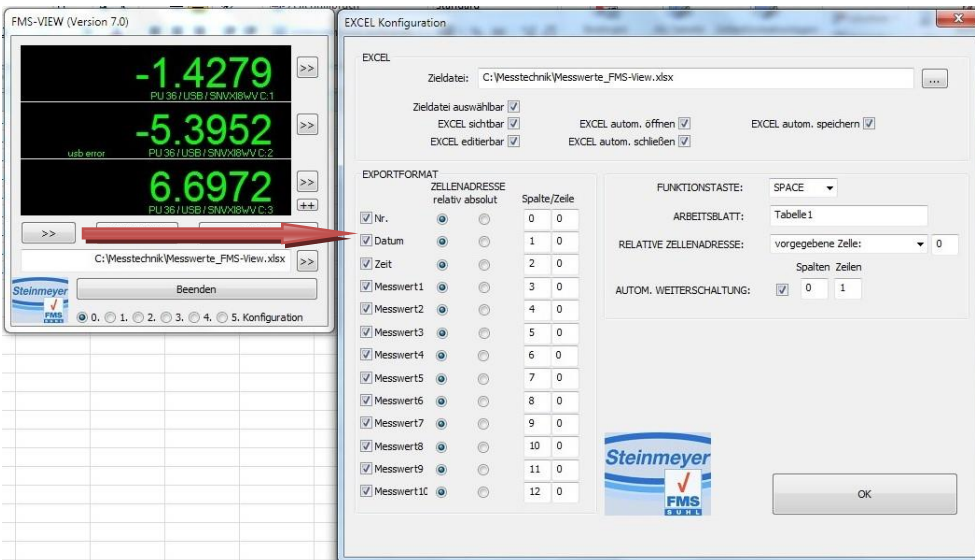 FMS-VIEW (Version 7.0)
-1.4279
PU 36 / USB / SNVXI8WV C:1
>>
-5.3952
usb error PU 36 / USB / SNVXI8WV C:2
>>
6.6972
PU 36 / USB / SNVXI8WV C:3
>>
++
>>
C:\Messtechnik\Messwerte_FMS-View.xlsx >>
Steinmeyer
FMS
SUHL
Beenden
0. 1. 2. 3. 4. 5. Konfiguration
EXCEL Konfiguration
EXCEL
Zieldatei: C:\Messtechnik\Messwerte_FMS-View.xlsx ...
Zieldatei auswählbar
EXCEL sichtbar EXCEL autom. öffnen EXCEL autom. speichern
EXCEL editierbar EXCEL autom. schließen
EXPORTFORMAT
ZELLENADRESSE
relativ absolut Spalte/Zeile
Nr. 0 0
Datum 1 0
Zeit 2 0
Messwert1 3 0
Messwert2 4 0
Messwert3 5 0
Messwert4 6 0
Messwert5 7 0
Messwert6 8 0
Messwert7 9 0
Messwert8 10 0
Messwert9 11 0
Messwert10 12 0
FUNKTIONSTASTE: SPACE
ARBEITSBLATT: Tabelle1
RELATIVE ZELLENADRESSE: vorgegebene Zelle: 0
Spalten Zeilen
AUTOM. WEITERSCHALTUNG: 0 1
Steinmeyer
FMS
SUHL
OK